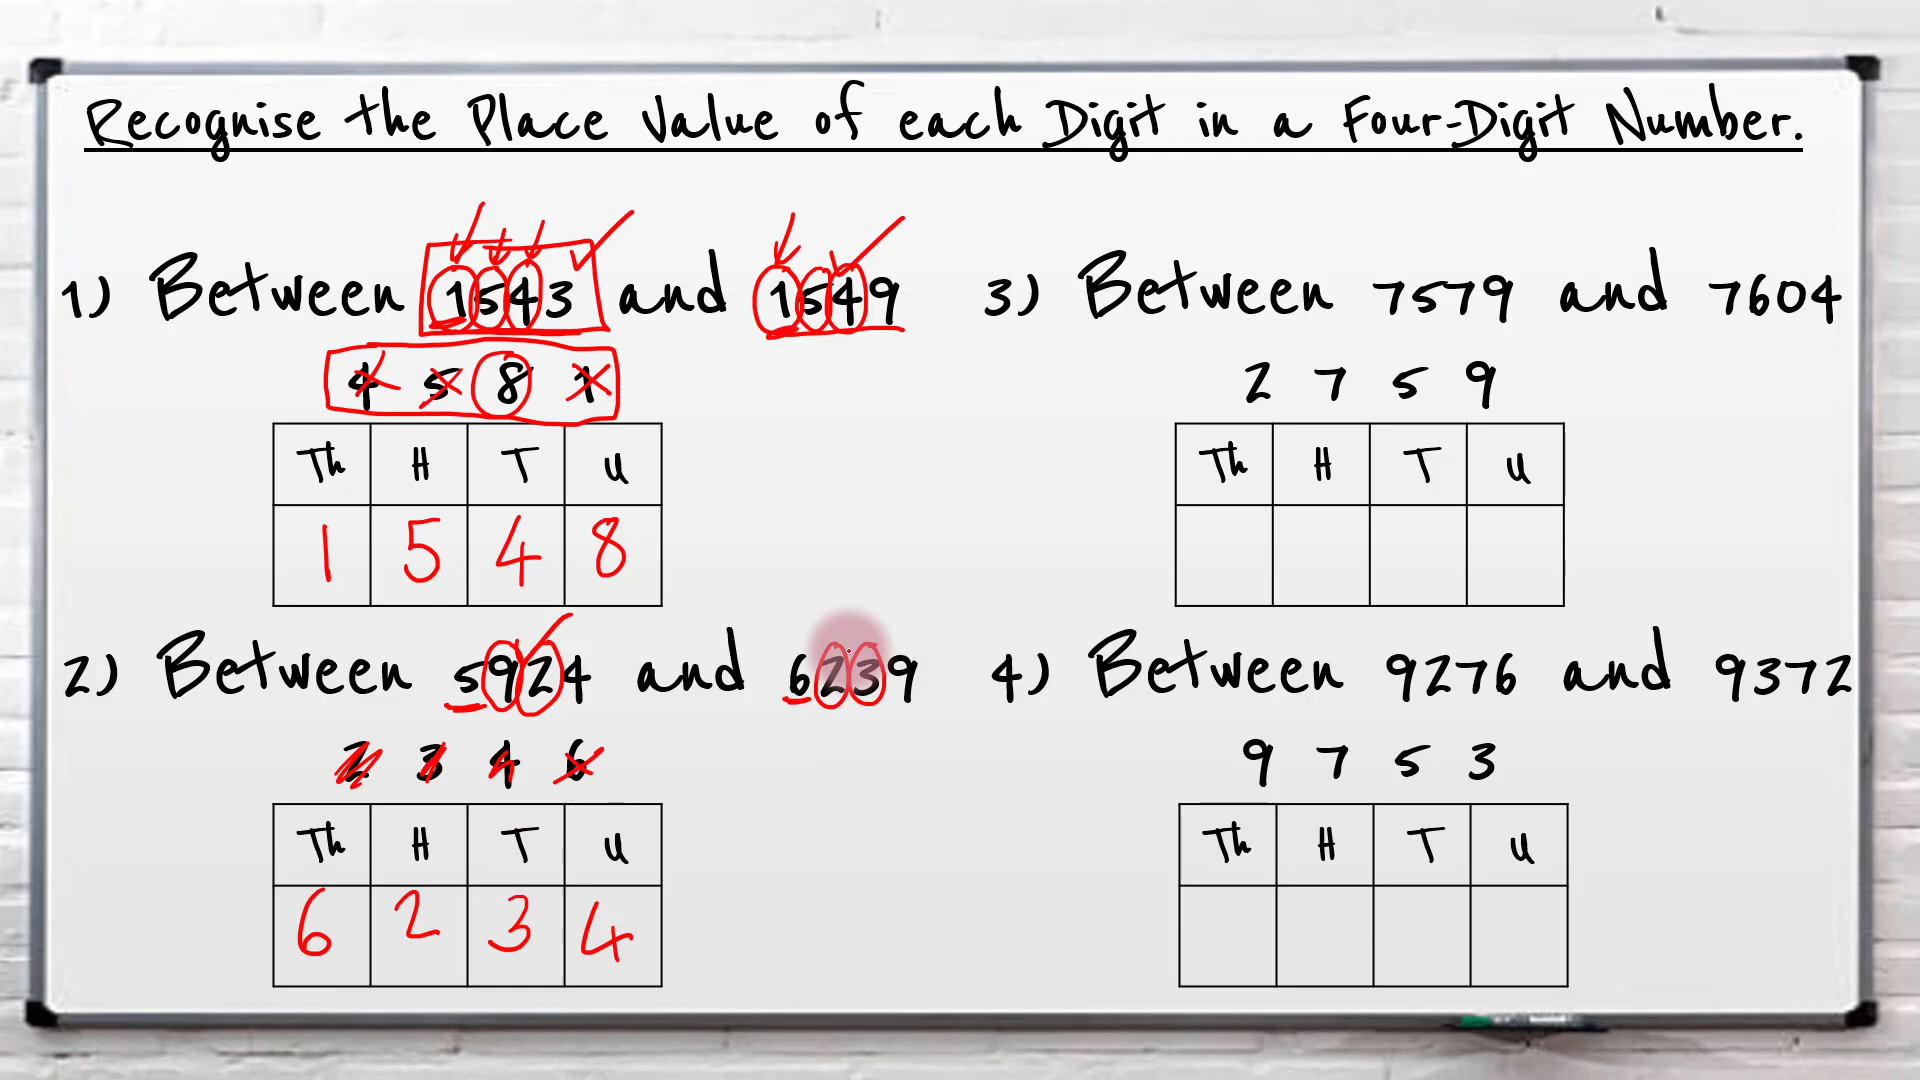 Recognise the Place Value of each Digit in a Four-Digit Number.
1) Between 1543 and 1549
4 5 8 1
Th H T U
1 5 4 8
2) Between 5924 and 6239
2 3 4 6
Th H T U
6 2 3 4
3) Between 7579 and 7604
2 7 5 9
Th H T U
4) Between 9276 and 9372
9 7 5 3
Th H T U